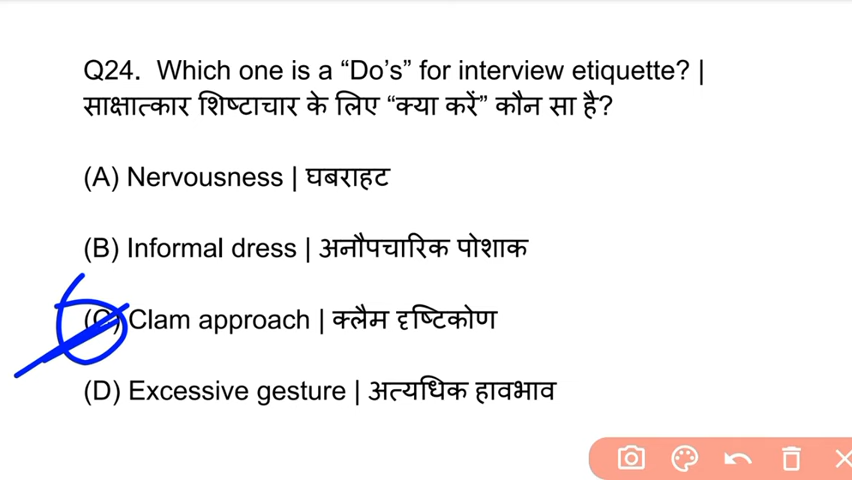 Q24. Which one is a “Do’s” for interview etiquette? |
साक्षात्कार शिष्टाचार के लिए “क्या करें” कौन सा है?
(A) Nervousness | घबराहट
(B) Informal dress | अनौपचारिक पोशाक
(C) Clam approach | क्लैम दृष्टिकोण
(D) Excessive gesture | अत्यधिक हावभाव